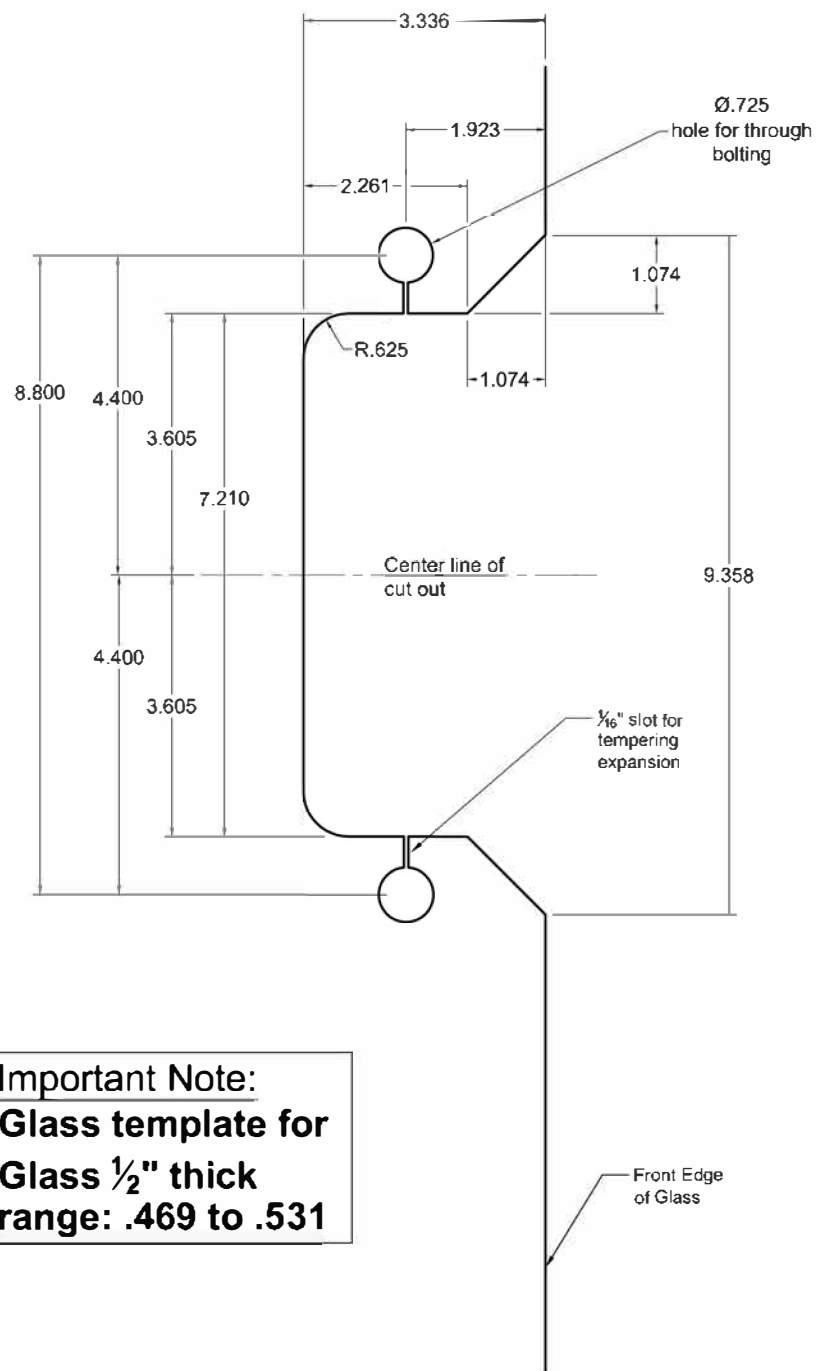 3.336
Ø.725
hole for through
bolting
1.923
2.261
1.074
R.625
1.074
8.800
4.400
3.605
7.210
Center line of
cut out
9.358
4.400
3.605
1⁄16" slot for
tempering
expansion
Important Note:
Glass template for
Glass ½" thick
range: .469 to .531
Front Edge
of Glass